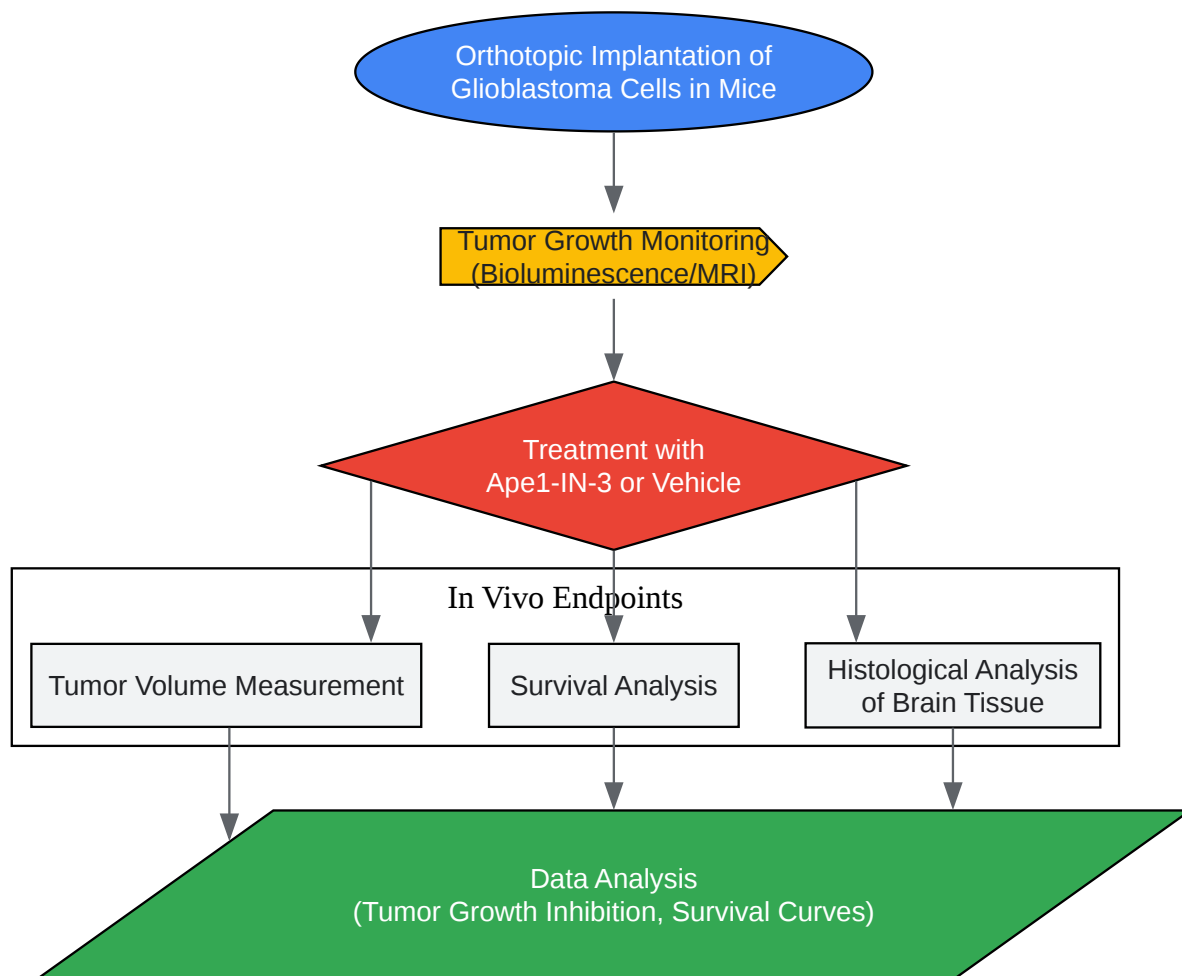 Orthotopic Implantation of
Glioblastoma Cells in Mice
Tumor Growth Monitoring
(Bioluminescence/MRI)
Treatment with
Ape1-IN-3 or Vehicle
In Vivo Endpoints
Tumor Volume Measurement
Survival Analysis
Histological Analysis
of Brain Tissue
Data Analysis
(Tumor Growth Inhibition, Survival Curves)